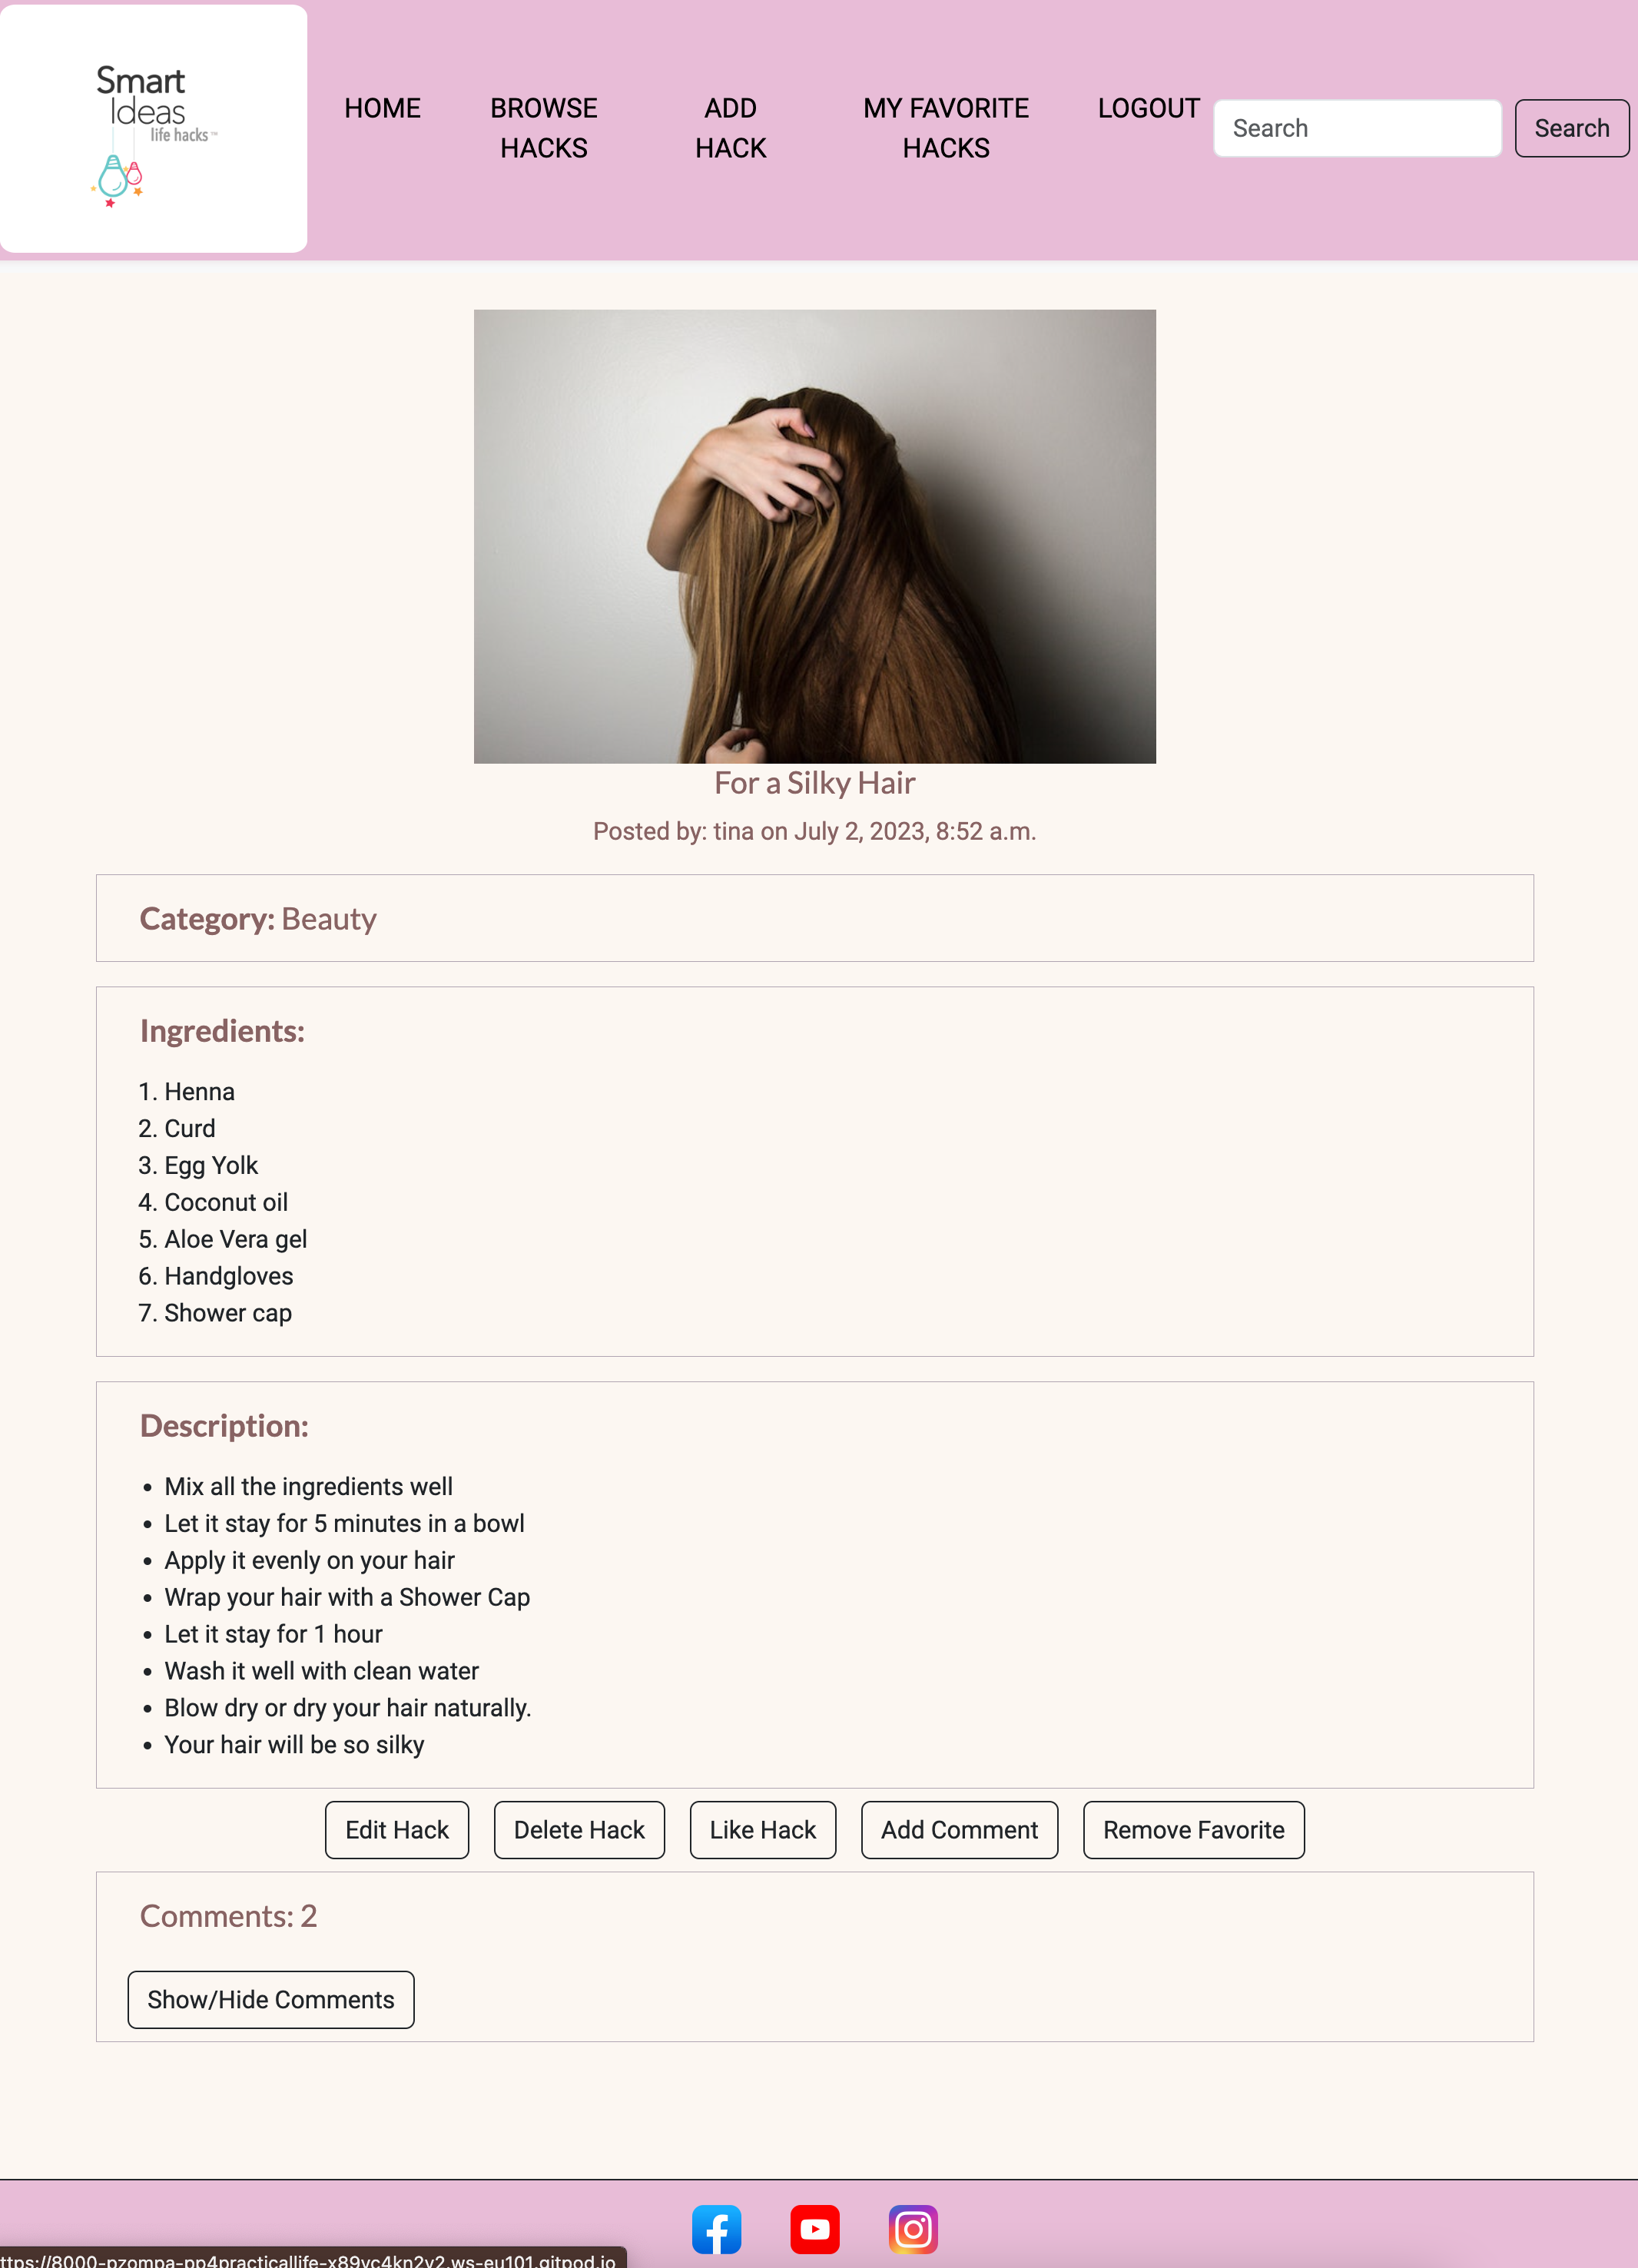 Smart
Ideas
life hacks™
HOME
BROWSE
HACKS
ADD
HACK
MY FAVORITE
HACKS
LOGOUT
Search
Search
For a Silky Hair
Posted by: tina on July 2, 2023, 8:52 a.m.
Category: Beauty
Ingredients:
1. Henna
2. Curd
3. Egg Yolk
4. Coconut oil
5. Aloe Vera gel
6. Handgloves
7. Shower cap
Description:
• Mix all the ingredients well
• Let it stay for 5 minutes in a bowl
• Apply it evenly on your hair
• Wrap your hair with a Shower Cap
• Let it stay for 1 hour
• Wash it well with clean water
• Blow dry or dry your hair naturally.
• Your hair will be so silky
Edit Hack
Delete Hack
Like Hack
Add Comment
Remove Favorite
Comments: 2
Show/Hide Comments
ttps://8000-pzompa-pp4practicallife-x89vc4kn2v2.ws-eu101.gitpod.io